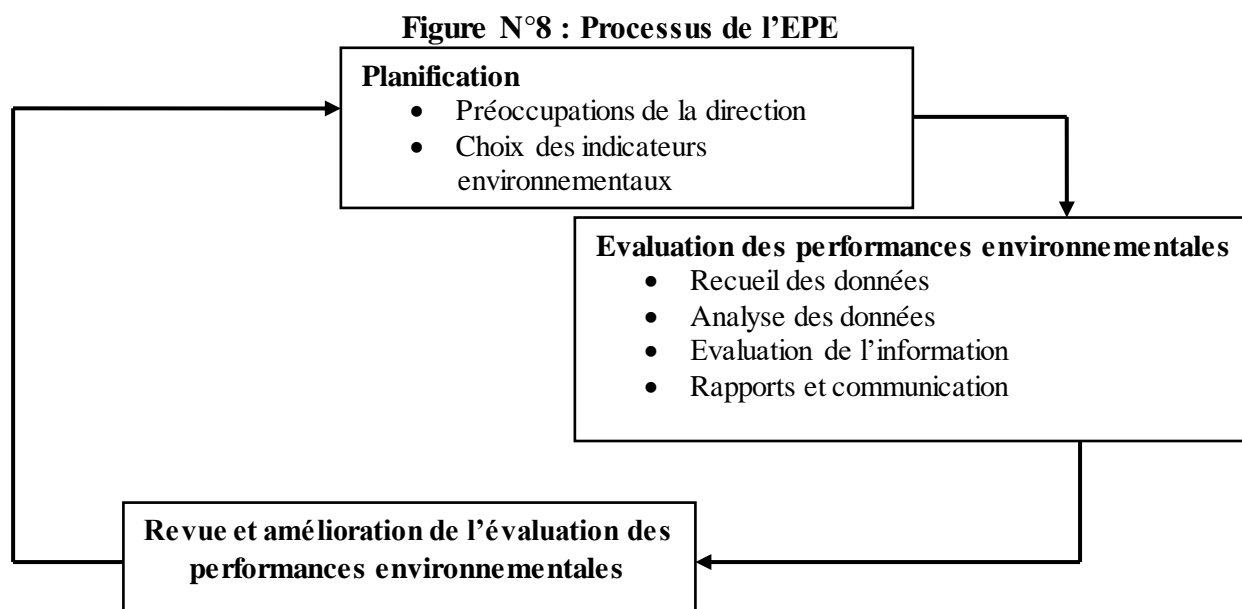 Figure N°8 : Processus de l’EPE
Planification
• Préoccupations de la direction
• Choix des indicateurs
environnementaux
Evaluation des performances environnementales
• Recueil des données
• Analyse des données
• Evaluation de l’information
• Rapports et communication
Revue et amélioration de l’évaluation des
performances environnementales